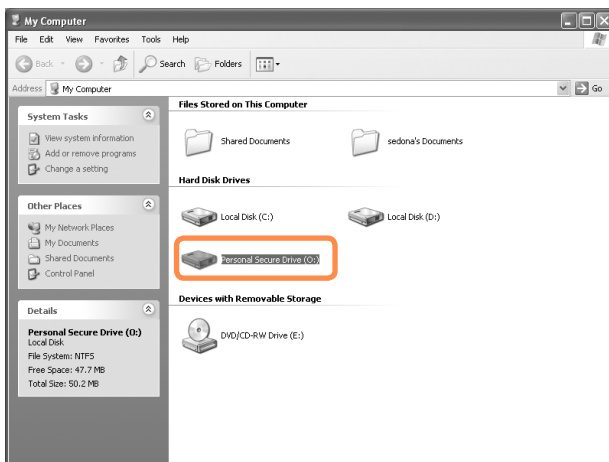 My Computer
File Edit View Favorites Tools Help
Back Search Folders
Address My Computer Go
System Tasks
View system information
Add or remove programs
Change a setting
Other Places
My Network Places
My Documents
Shared Documents
Control Panel
Details
Personal Secure Drive (O:)
Local Disk
File System: NTFS
Free Space: 47.7 MB
Total Size: 50.2 MB
Files Stored on This Computer
Shared Documents sedona's Documents
Hard Disk Drives
Local Disk (C:) Local Disk (D:)
Personal Secure Drive (O:)
Devices with Removable Storage
DVD/CD-RW Drive (E:)